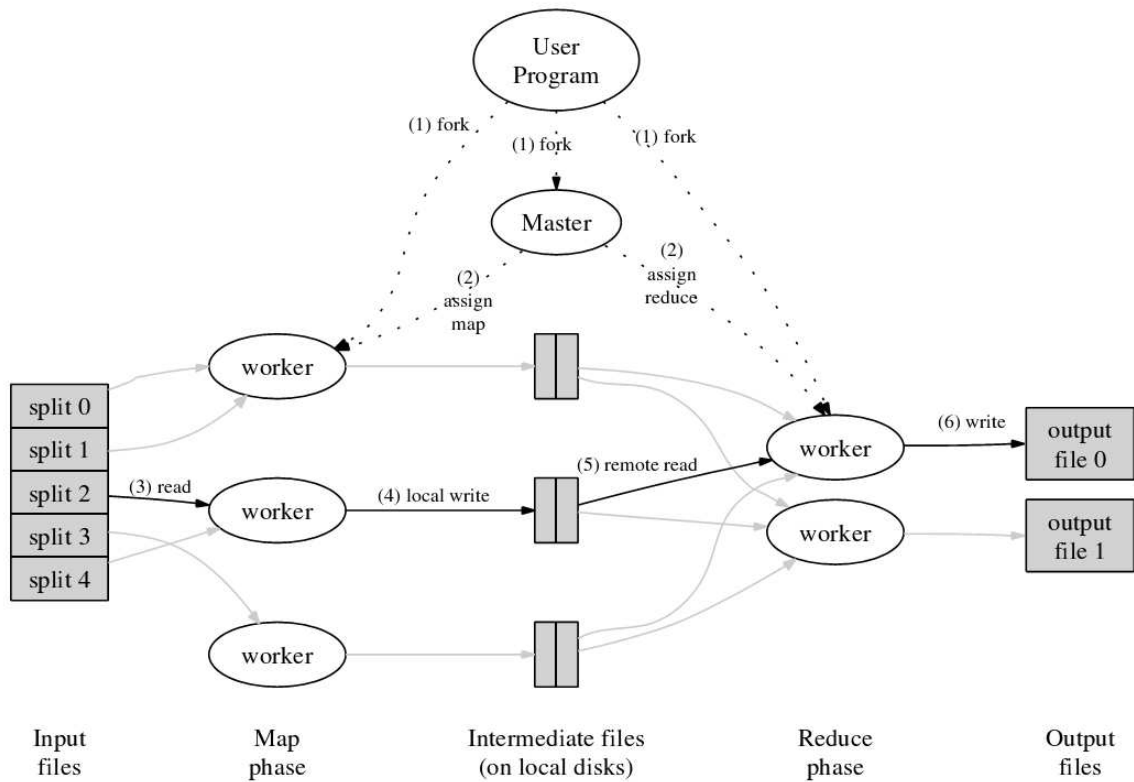 User
Program
(1) fork
(1) fork
(1) fork
Master
(2)
assign
map
(2)
assign
reduce
worker
split 0
split 1
split 2
split 3
split 4
(3) read
worker
(4) local write
(5) remote read
worker
(6) write
output
file 0
worker
output
file 1
worker
Input
files
Map
phase
Intermediate files
(on local disks)
Reduce
phase
Output
files